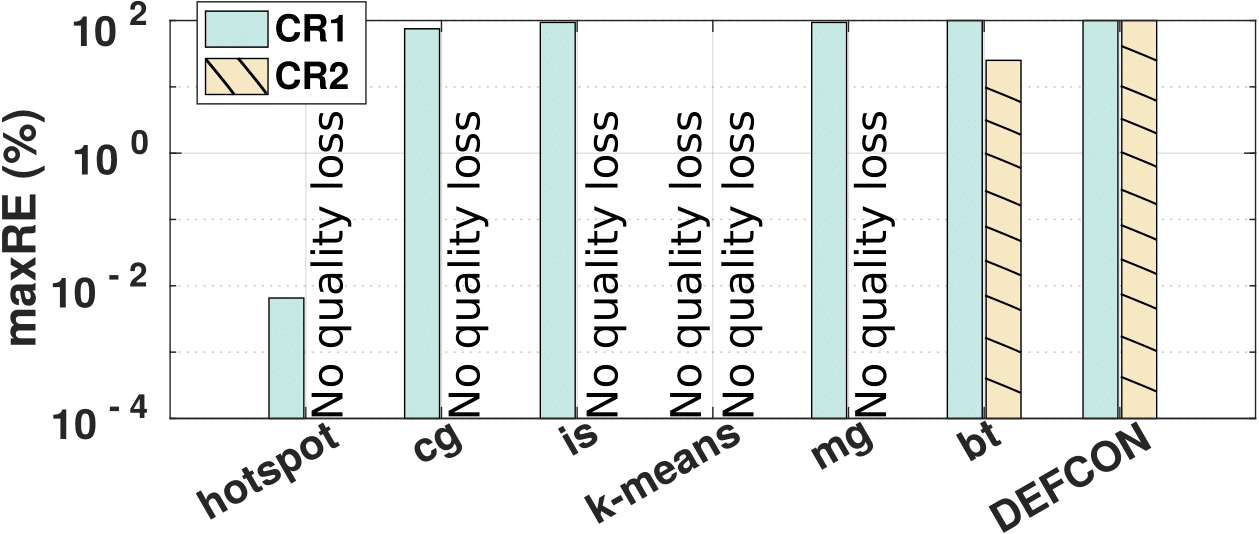 CR1
CR2
maxRE (%)
10 2
10 0
10 - 2
10 - 4
No quality loss
No quality loss
No quality loss
No quality loss
No quality loss
No quality loss
hotspot
cg
is
k-means
mg
bt
DEFCON